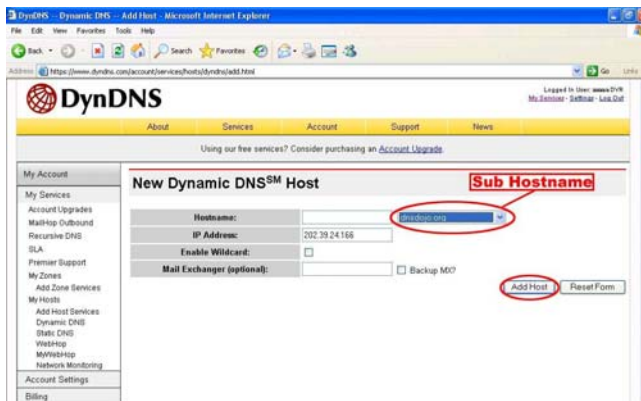 DynDNS -- Dynamic DNS -- Add Host - Microsoft Internet Explorer
File Edit View Favorites Tools Help
Back Search Favorites
Address https://www.dyndns.com/account/services/hosts/dyndns/add.html Go Links
DynDNS
Logged In User: DVR
My Services - Settings - Log Out
About Services Account Support News
Using our free services? Consider purchasing an Account Upgrade.
My Account
My Services
Account Upgrades
MailHop Outbound
Recursive DNS
SLA
Premier Support
My Zones
Add Zone Services
My Hosts
Add Host Services
Dynamic DNS
Static DNS
WebHop
MyWebHop
Network Monitoring
Account Settings
Billing
New Dynamic DNSSM Host
Sub Hostname
Hostname: dnsdojo.org
IP Address: 202.39.24.166
Enable Wildcard:
Mail Exchanger (optional): Backup MX?
Add Host Reset Form